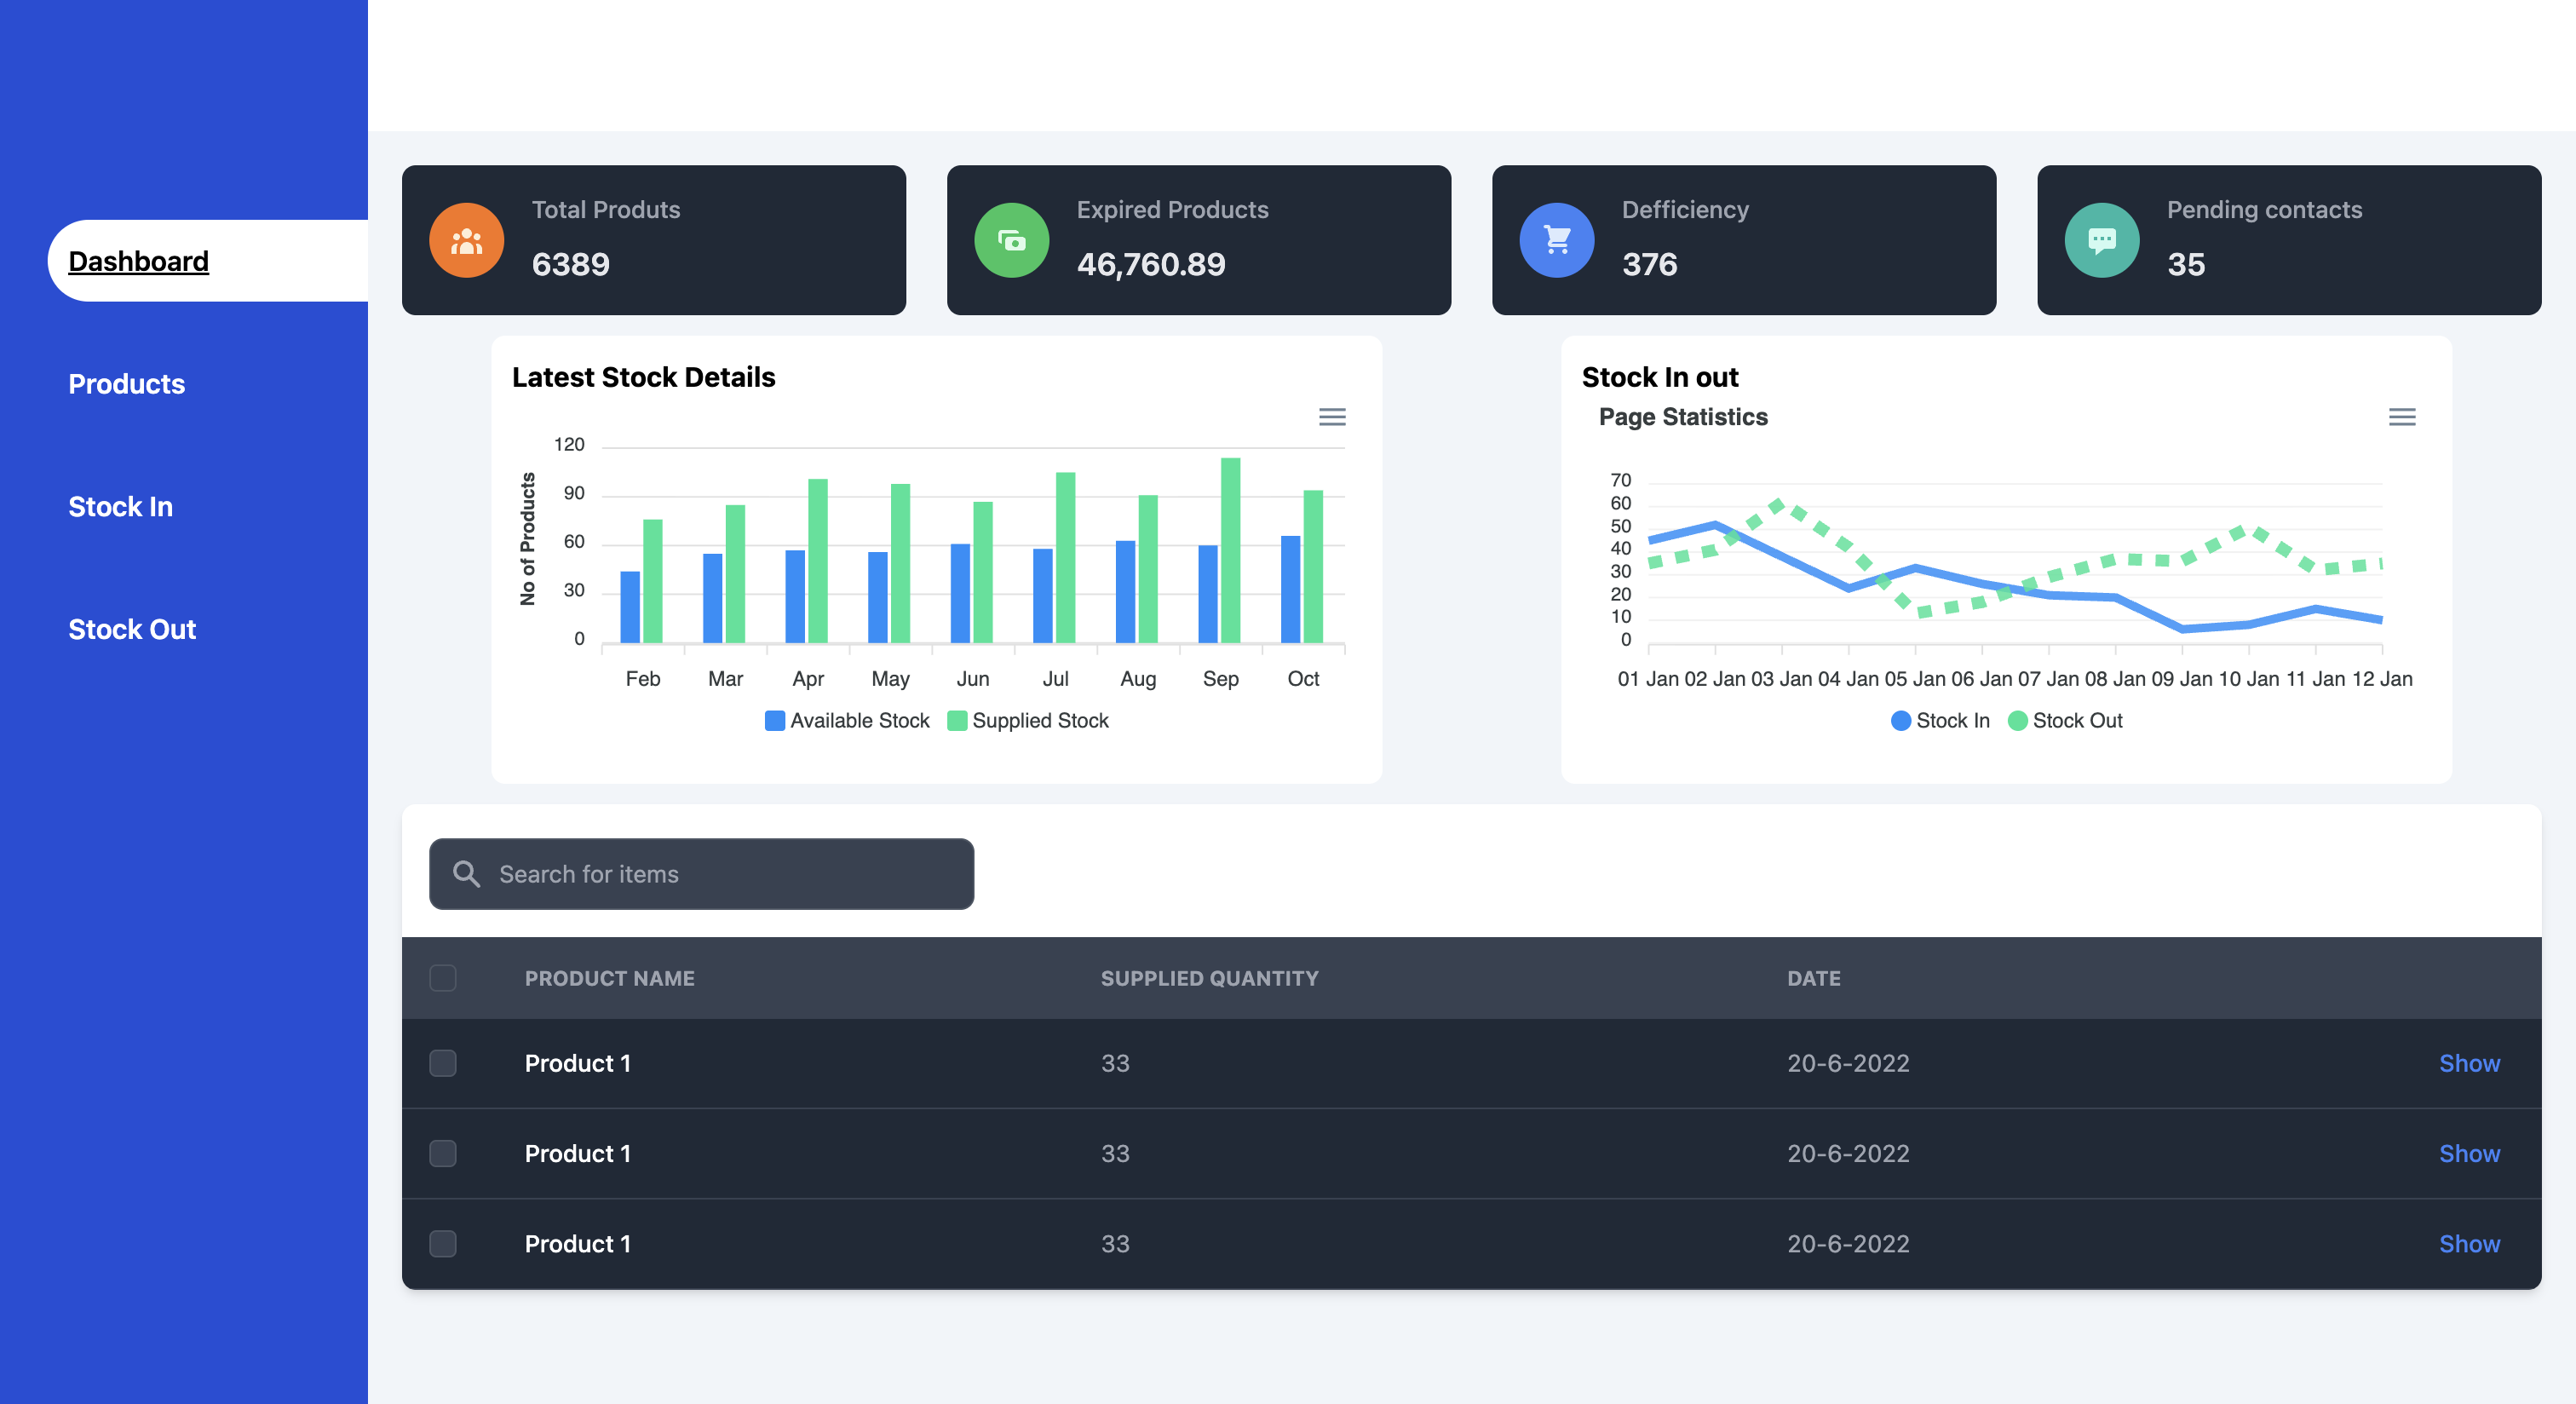 Dashboard
Products
Stock In
Stock Out
Total Produts
6389
Expired Products
46,760.89
Defficiency
376
Pending contacts
35
Latest Stock Details
No of Products
120
90
60
30
0
Feb Mar Apr May Jun Jul Aug Sep Oct
Available Stock Supplied Stock
Stock In out
Page Statistics
70
60
50
40
30
20
10
0
01 Jan 02 Jan 03 Jan 04 Jan 05 Jan 06 Jan 07 Jan 08 Jan 09 Jan 10 Jan 11 Jan 12 Jan
Stock In Stock Out
Search for items
PRODUCT NAME SUPPLIED QUANTITY DATE
Product 1 33 20-6-2022 Show
Product 1 33 20-6-2022 Show
Product 1 33 20-6-2022 Show